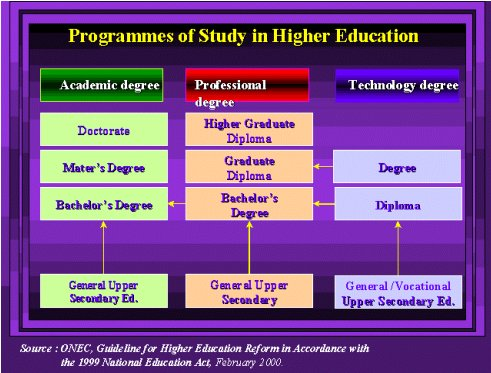 Programmes of Study in Higher Education
Academic degree
Professional
degree
Technology degree
Doctorate
Higher Graduate
Diploma
Mater's Degree
Graduate
Diploma
Degree
Bachelor's Degree
Bachelor's
Degree
Diploma
General Upper
Secondary Ed.
General Upper
Secondary
General /Vocational
Upper Secondary Ed.
Source : ONEC, Guideline for Higher Education Reform in Accordance with
the 1999 National Education Act, February 2000.